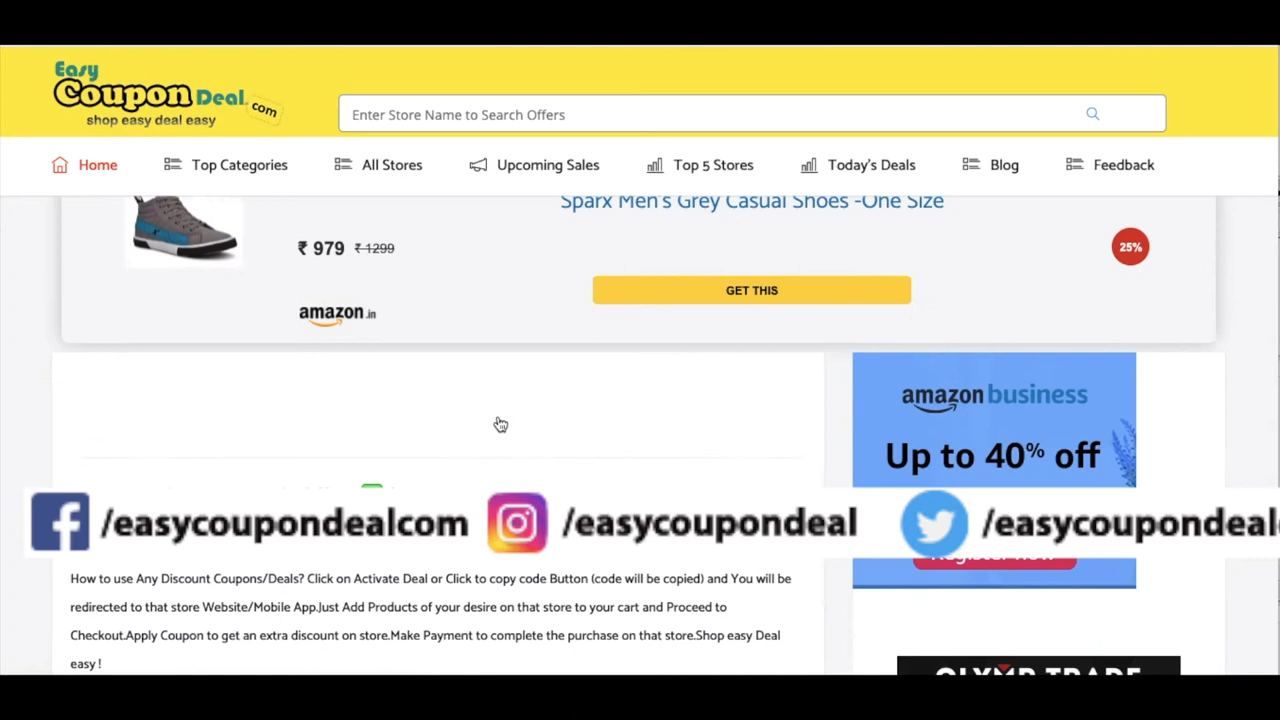 Easy
Coupon Deal.com
shop easy deal easy
Enter Store Name to Search Offers
Home Top Categories All Stores Upcoming Sales Top 5 Stores Today's Deals Blog Feedback
Sparx Men's Grey Casual Shoes -One Size
₹ 979 ₹ 1299
25%
GET THIS
amazon.in
amazon business
Up to 40% off
/easycoupondealcom /easycoupondeal /easycoupondeal
How to use Any Discount Coupons/Deals? Click on Activate Deal or Click to copy code Button (code will be copied) and You will be
redirected to that store Website/Mobile App.Just Add Products of your desire on that store to your cart and Proceed to
Checkout.Apply Coupon to get an extra discount on store.Make Payment to complete the purchase on that store.Shop easy Deal
easy !
OLYMP TRADE